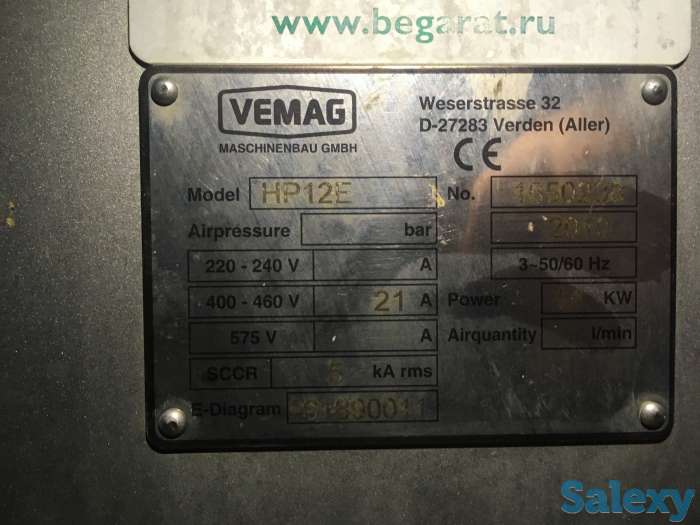 www.begarat.ru
VEMAG
MASCHINENBAU GMBH
Weserstrasse 32
D-27283 Verden (Aller)
CE
Model HP12E No.
Airpressure bar
220 - 240 V A 3~50/60 Hz
400 - 460 V 21 A Power KW
575 V A Airquantity l/min
SCCR 5 kA rms
E-Diagram
Salexy